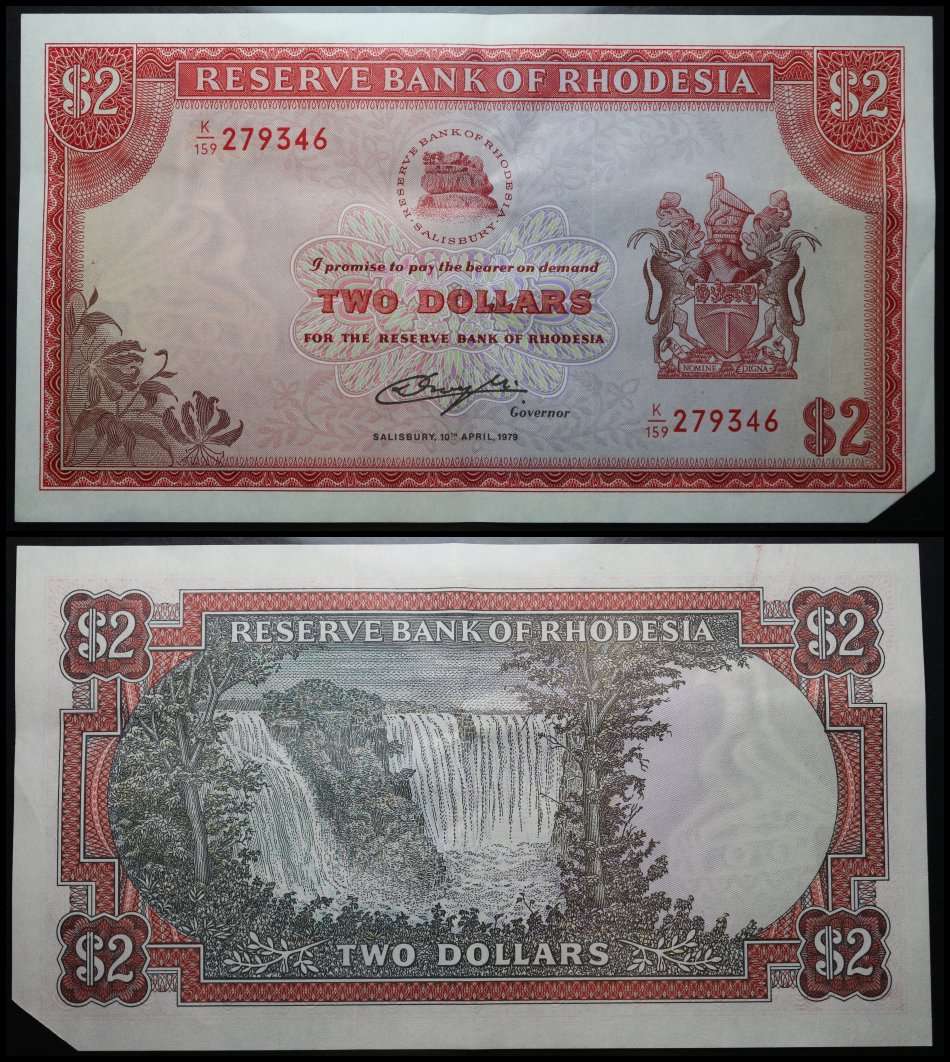 $2 RESERVE BANK OF RHODESIA $2
K/159 279346
RESERVE BANK OF RHODESIA
· SALISBURY ·
I promise to pay the bearer on demand
TWO DOLLARS
FOR THE RESERVE BANK OF RHODESIA
NOMINE DIGNA
Governor
K/159 279346 $2
SALISBURY, 10TH APRIL, 1979
$2 $2
RESERVE BANK OF RHODESIA
$2 TWO DOLLARS $2